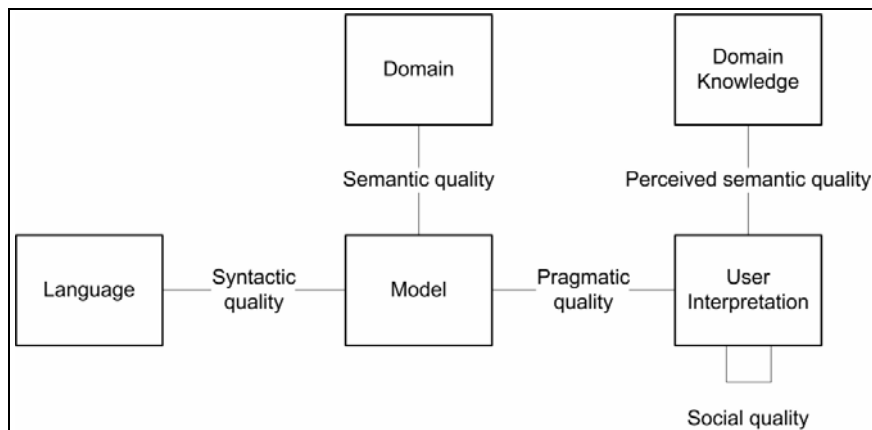 Domain
Domain
Knowledge
Semantic quality
Perceived semantic quality
Language
Syntactic
quality
Model
Pragmatic
quality
User
Interpretation
Social quality